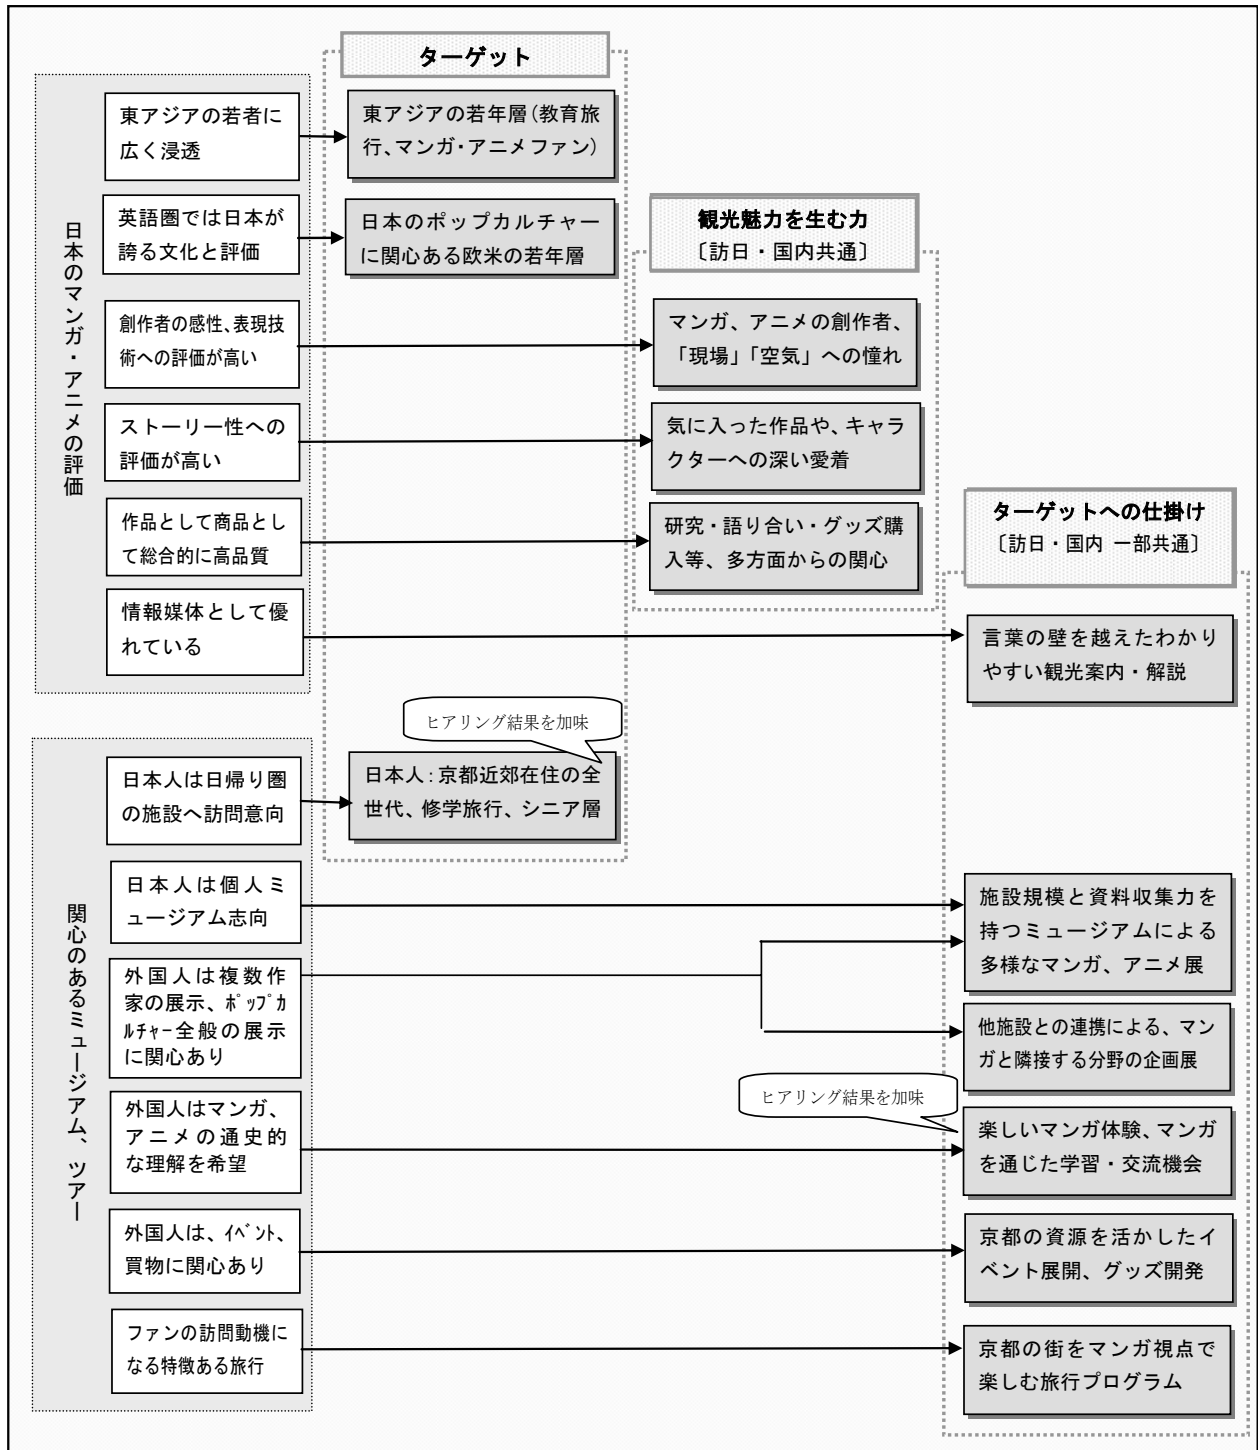 ターゲット
東アジアの若者に
広く浸透
東アジアの若年層(教育旅
行、マンガ・アニメファン)
英語圏では日本が
誇る文化と評価
日本のポップカルチャー
に関心ある欧米の若年層
日本のマンガ・アニメの評価
観光魅力を生む力
〔訪日・国内共通〕
創作者の感性、表現技
術への評価が高い
マンガ、アニメの創作者、
「現場」「空気」への憧れ
ストーリー性への
評価が高い
気に入った作品や、キャラ
クターへの深い愛着
作品として商品とし
て総合的に高品質
研究・語り合い・グッズ購
入等、多方面からの関心
ターゲットへの仕掛け
〔訪日・国内 一部共通〕
情報媒体として優
れている
言葉の壁を越えたわかり
やすい観光案内・解説
ヒアリング結果を加味
日本人は日帰り圏
の施設へ訪問意向
日本人:京都近郊在住の全
世代、修学旅行、シニア層
関心のあるミュージアム、ツアー
日本人は個人ミ
ュージアム志向
施設規模と資料収集力を
持つミュージアムによる
多様なマンガ、アニメ展
外国人は複数作
家の展示、ポップカ
ルチャー全般の展示
に関心あり
他施設との連携による、マン
ガと隣接する分野の企画展
ヒアリング結果を加味
外国人はマンガ、
アニメの通史的
な理解を希望
楽しいマンガ体験、マンガ
を通じた学習・交流機会
外国人は、イベント、
買物に関心あり
京都の資源を活かしたイ
ベント展開、グッズ開発
ファンの訪問動機に
なる特徴ある旅行
京都の街をマンガ視点で
楽しむ旅行プログラム